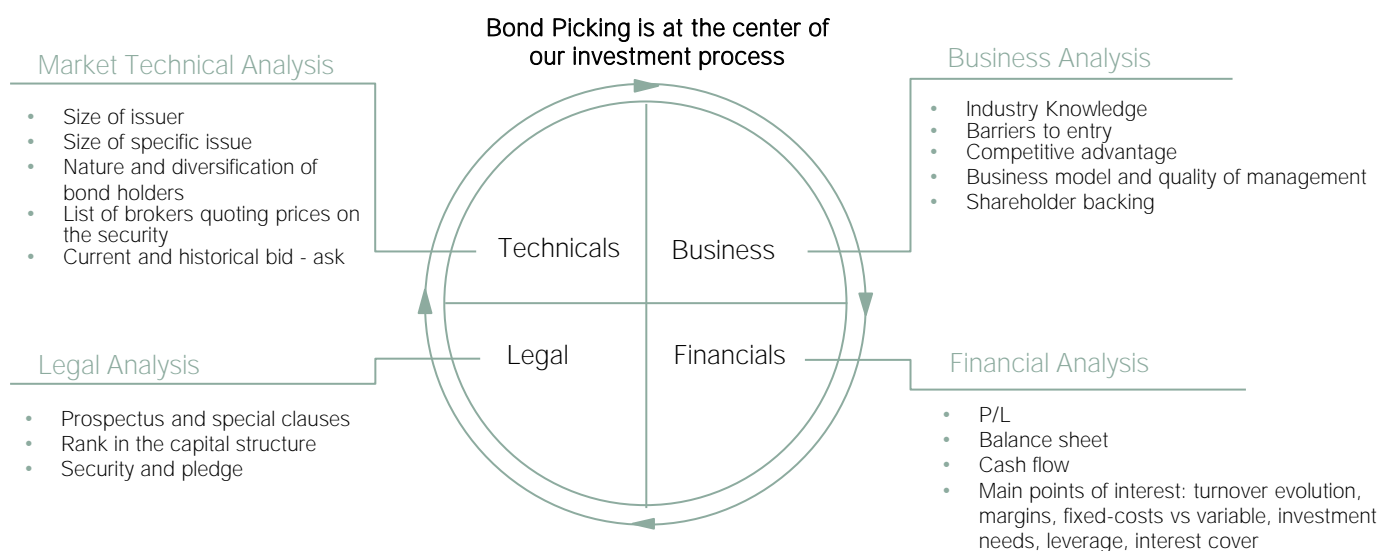 Bond Picking is at the center of
our investment process
Market Technical Analysis
• Size of issuer
• Size of specific issue
• Nature and diversification of
bond holders
• List of brokers quoting prices on
the security
• Current and historical bid - ask
Business Analysis
• Industry Knowledge
• Barriers to entry
• Competitive advantage
• Business model and quality of management
• Shareholder backing
Technicals
Business
Legal
Financials
Legal Analysis
• Prospectus and special clauses
• Rank in the capital structure
• Security and pledge
Financial Analysis
• P/L
• Balance sheet
• Cash flow
• Main points of interest: turnover evolution,
margins, fixed-costs vs variable, investment
needs, leverage, interest cover